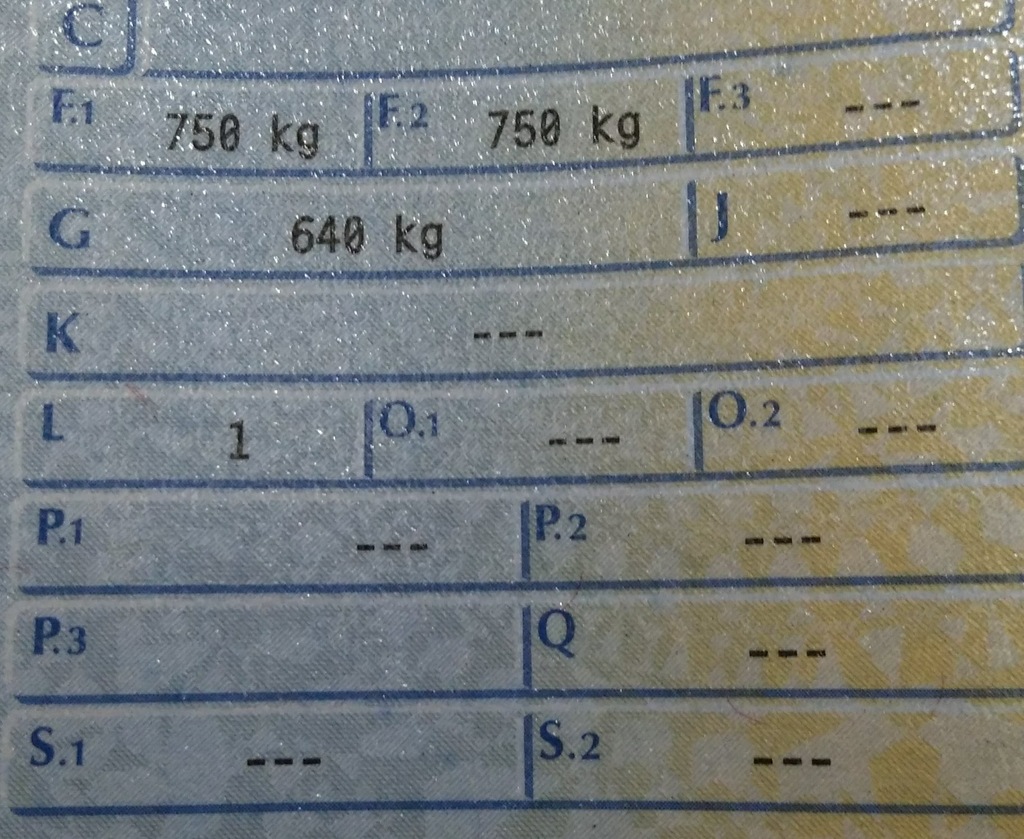 C
F.1 750 kg F.2 750 kg F.3 ---
G 640 kg J ---
K ---
L 1 O.1 --- O.2 ---
P.1 --- P.2 ---
P.3 Q ---
S.1 --- S.2 ---